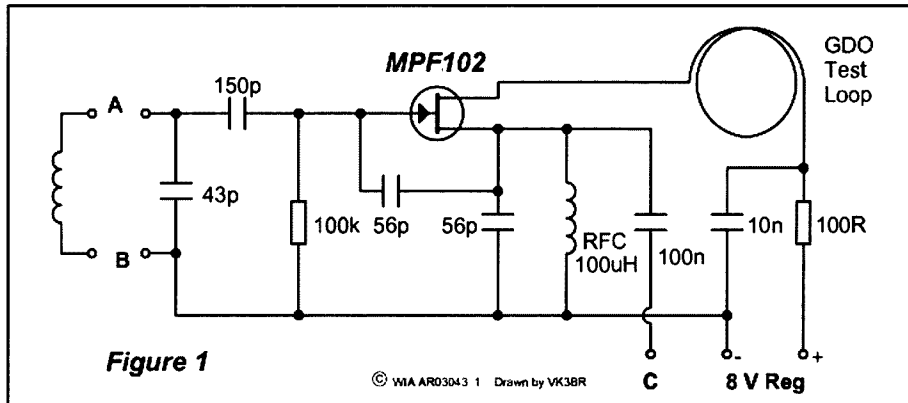 GDO
Test
Loop
MPF102
150p
A
43p
100k
56p
56p
RFC
100uH
100n
10n
100R
B
- +
Figure 1
© WIA AR03043 1 Drawn by VK3BR
C
8 V Reg